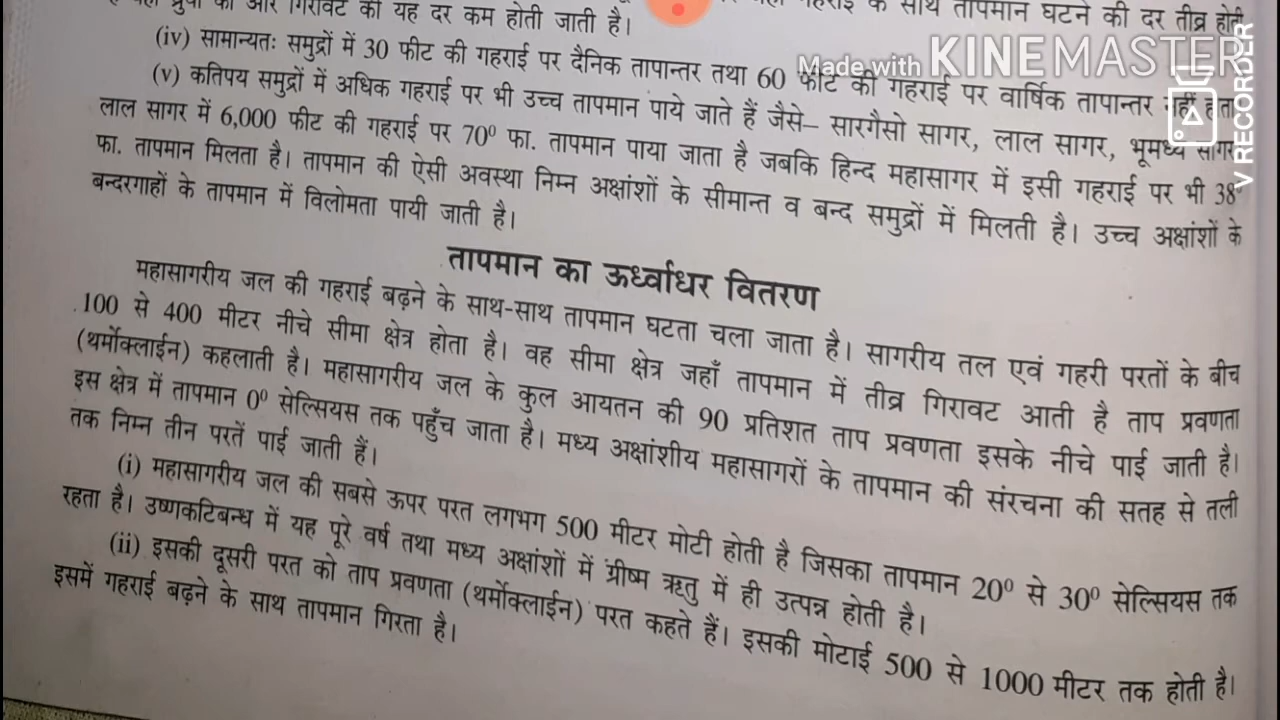 की ओर गिरावट की यह दर कम होती जाती है।
के साथ तापमान घटने की दर तीव्र होती
(iv) सामान्यतः समुद्रों में 30 फीट की गहराई पर दैनिक तापान्तर तथा 60 फीट की गहराई पर वार्षिक तापान्तर नहीं होता
(v) कतिपय समुद्रों में अधिक गहराई पर भी उच्च तापमान पाये जाते हैं जैसे– सारगैसो सागर, लाल सागर, भूमध्य सागर
लाल सागर में 6,000 फीट की गहराई पर 70⁰ फा. तापमान पाया जाता है जबकि हिन्द महासागर में इसी गहराई पर भी 38⁰
फा. तापमान मिलता है। तापमान की ऐसी अवस्था निम्न अक्षांशों के सीमान्त व बन्द समुद्रों में मिलती है। उच्च अक्षांशों के
बन्दरगाहों के तापमान में विलोमता पायी जाती है।
तापमान का ऊर्ध्वाधर वितरण
महासागरीय जल की गहराई बढ़ने के साथ-साथ तापमान घटता चला जाता है। सागरीय तल एवं गहरी परतों के बीच
100 से 400 मीटर नीचे सीमा क्षेत्र होता है। वह सीमा क्षेत्र जहाँ तापमान में तीव्र गिरावट आती है ताप प्रवणता
(थर्मोक्लाईन) कहलाती है। महासागरीय जल के कुल आयतन की 90 प्रतिशत ताप प्रवणता इसके नीचे पाई जाती है।
इस क्षेत्र में तापमान 0⁰ सेल्सियस तक पहुँच जाता है। मध्य अक्षांशीय महासागरों के तापमान की संरचना की सतह से तली
तक निम्न तीन परतें पाई जाती हैं।
(i) महासागरीय जल की सबसे ऊपर परत लगभग 500 मीटर मोटी होती है जिसका तापमान 20⁰ से 30⁰ सेल्सियस तक
रहता है। उष्णकटिबन्ध में यह पूरे वर्ष तथा मध्य अक्षांशों में ग्रीष्म ऋतु में ही उत्पन्न होती है।
(ii) इसकी दूसरी परत को ताप प्रवणता (थर्मोक्लाईन) परत कहते हैं। इसकी मोटाई 500 से 1000 मीटर तक होती है।
इसमें गहराई बढ़ने के साथ तापमान गिरता है।
Made with KINEMASTER
V RECORDER